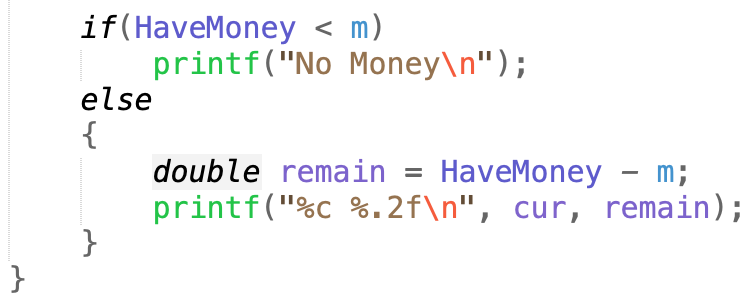 if(HaveMoney < m)
printf("No Money\n");
else
{
double remain = HaveMoney - m;
printf("%c %.2f\n", cur, remain);
}
}